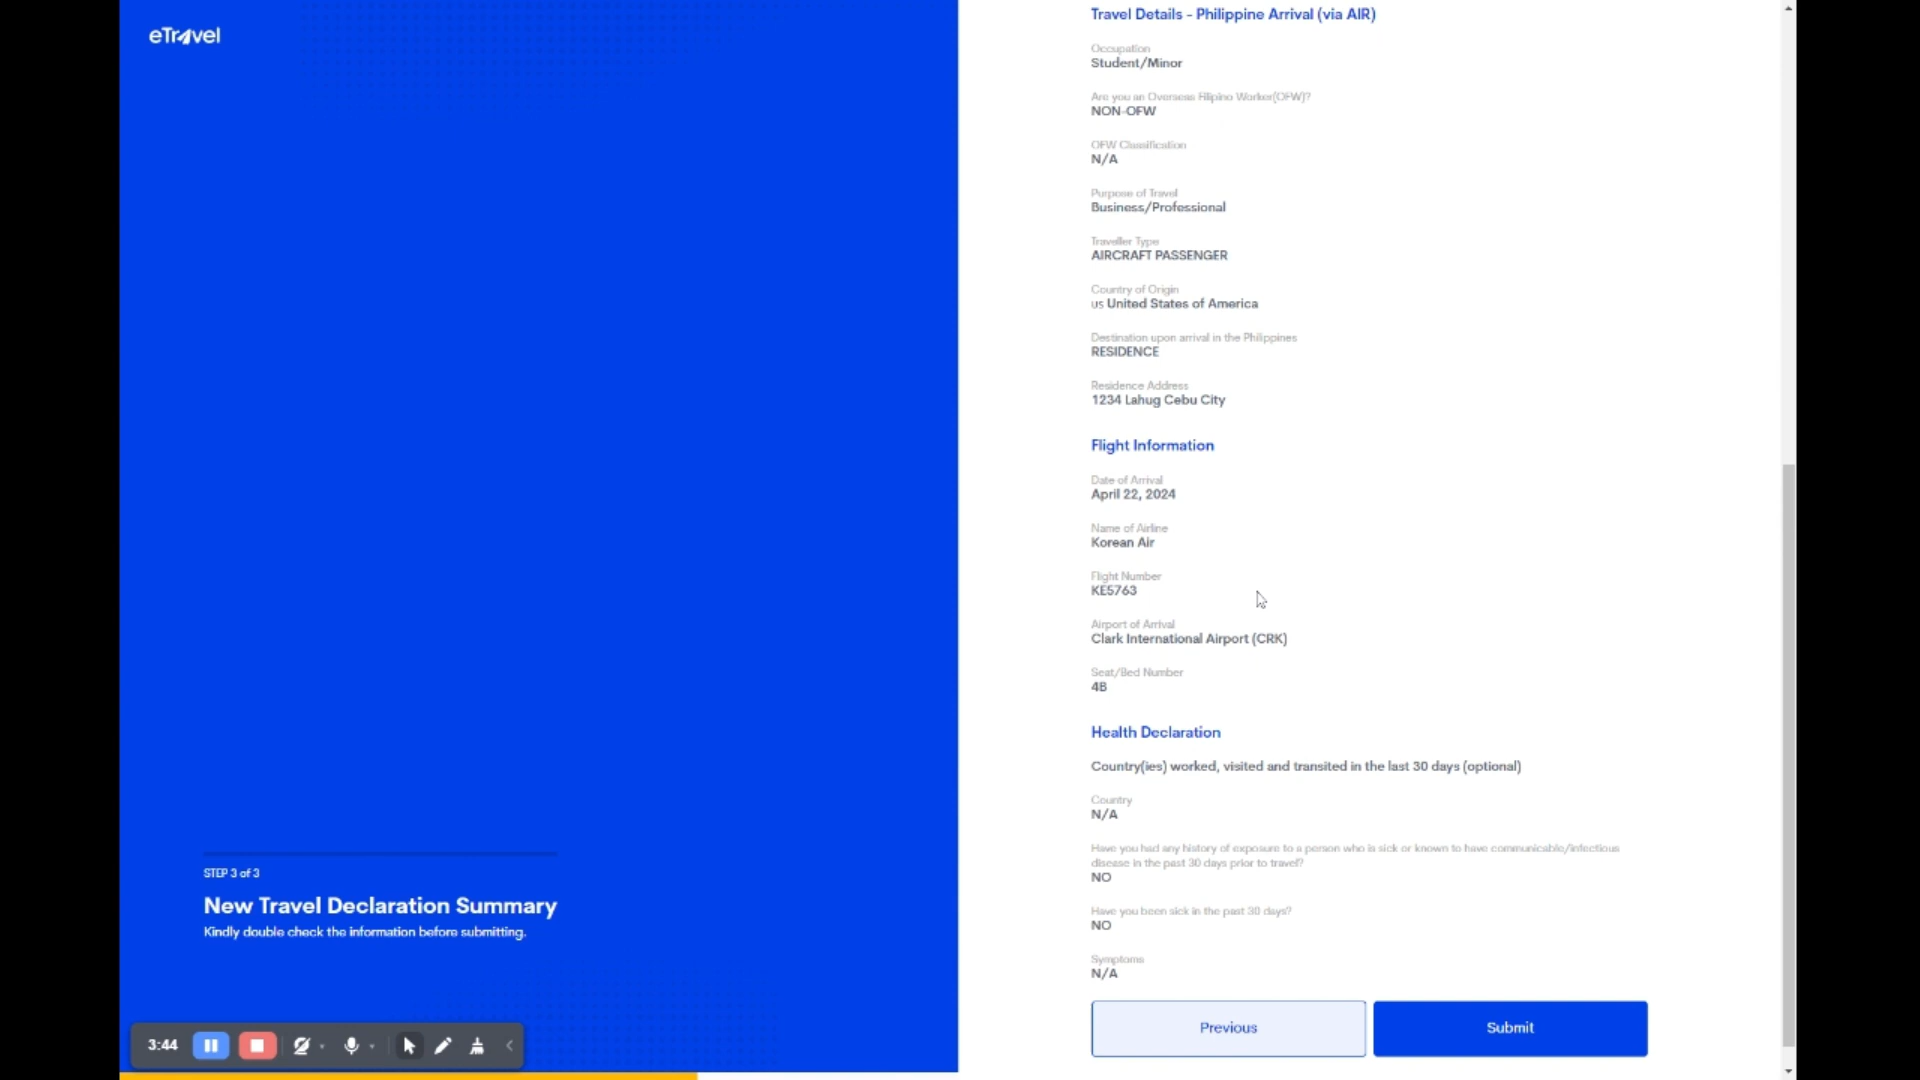 eTravel
Travel Details - Philippine Arrival (via AIR)
Occupation
Student/Minor
Are you an Overseas Filipino Worker(OFW)?
NON-OFW
OFW Classification
N/A
Purpose of Travel
Business/Professional
Traveller Type
AIRCRAFT PASSENGER
Country of Origin
US United States of America
Destination upon arrival in the Philippines
RESIDENCE
Residence Address
1234 Lahug Cebu City
Flight Information
Date of Arrival
April 22, 2024
Name of Airline
Korean Air
Flight Number
KE5763
Airport of Arrival
Clark International Airport (CRK)
Seat/Bed Number
4B
Health Declaration
Country(ies) worked, visited and transited in the last 30 days (optional)
Country
N/A
Have you had any history of exposure to a person who is sick or known to have communicable/infectious
disease in the past 30 days prior to travel?
NO
Have you been sick in the past 30 days?
NO
Symptoms
N/A
Previous
Submit
STEP 3 of 3
New Travel Declaration Summary
Kindly double check the information before submitting.
3:44